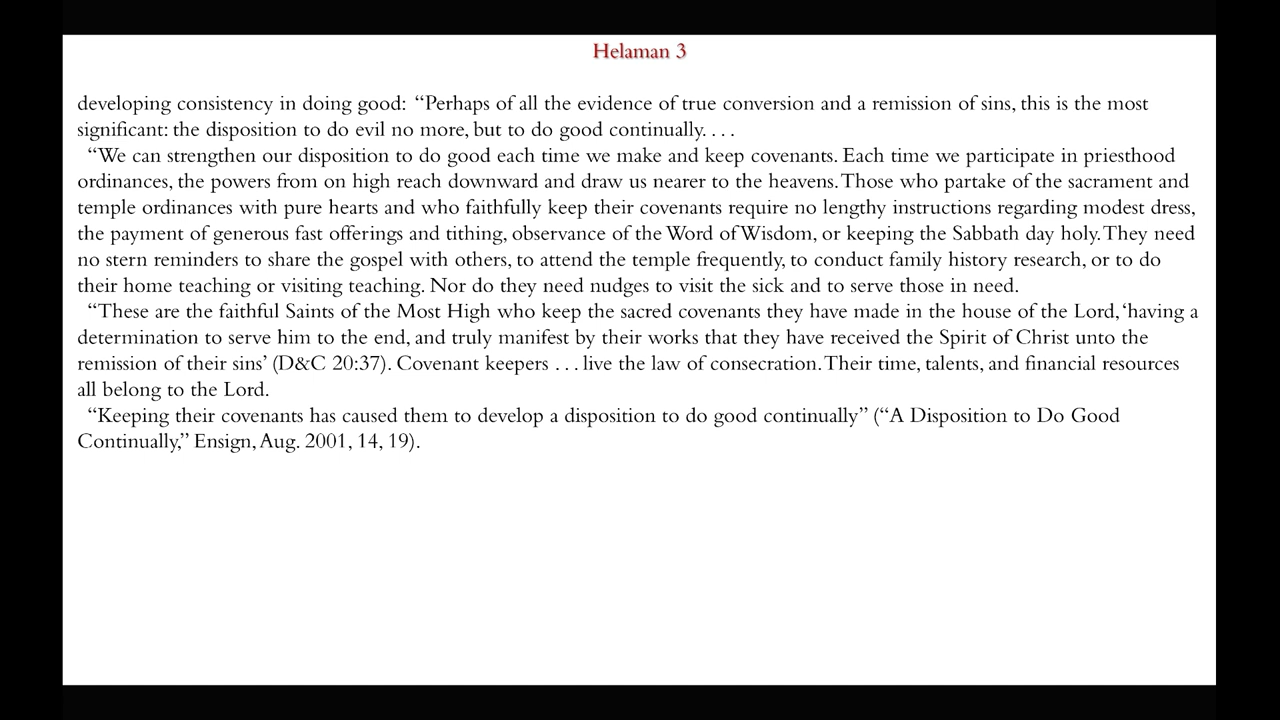 Helaman 3
developing consistency in doing good: “Perhaps of all the evidence of true conversion and a remission of sins, this is the most
significant: the disposition to do evil no more, but to do good continually. . . .
“We can strengthen our disposition to do good each time we make and keep covenants. Each time we participate in priesthood
ordinances, the powers from on high reach downward and draw us nearer to the heavens. Those who partake of the sacrament and
temple ordinances with pure hearts and who faithfully keep their covenants require no lengthy instructions regarding modest dress,
the payment of generous fast offerings and tithing, observance of the Word of Wisdom, or keeping the Sabbath day holy. They need
no stern reminders to share the gospel with others, to attend the temple frequently, to conduct family history research, or to do
their home teaching or visiting teaching. Nor do they need nudges to visit the sick and to serve those in need.
“These are the faithful Saints of the Most High who keep the sacred covenants they have made in the house of the Lord, ‘having a
determination to serve him to the end, and truly manifest by their works that they have received the Spirit of Christ unto the
remission of their sins’ (D&C 20:37). Covenant keepers . . . live the law of consecration. Their time, talents, and financial resources
all belong to the Lord.
“Keeping their covenants has caused them to develop a disposition to do good continually” (“A Disposition to Do Good
Continually,” Ensign, Aug. 2001, 14, 19).